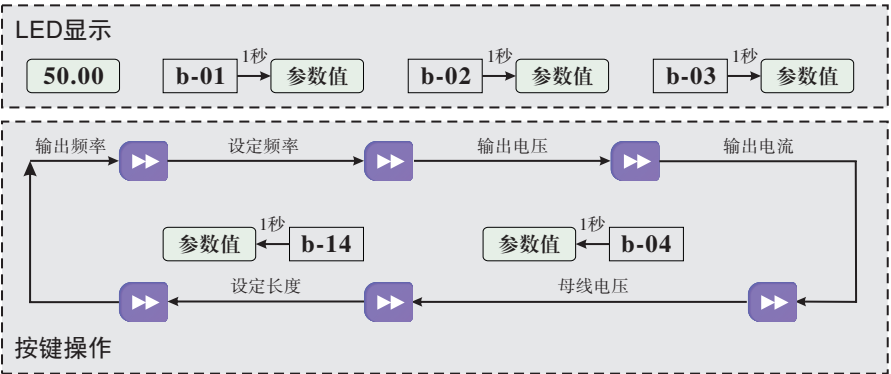 LED显示
50.00 b-01 1秒 参数值 b-02 1秒 参数值 b-03 1秒 参数值
输出频率 设定频率 输出电压 输出电流
参数值 1秒 b-14 参数值 1秒 b-04
设定长度 母线电压
按键操作